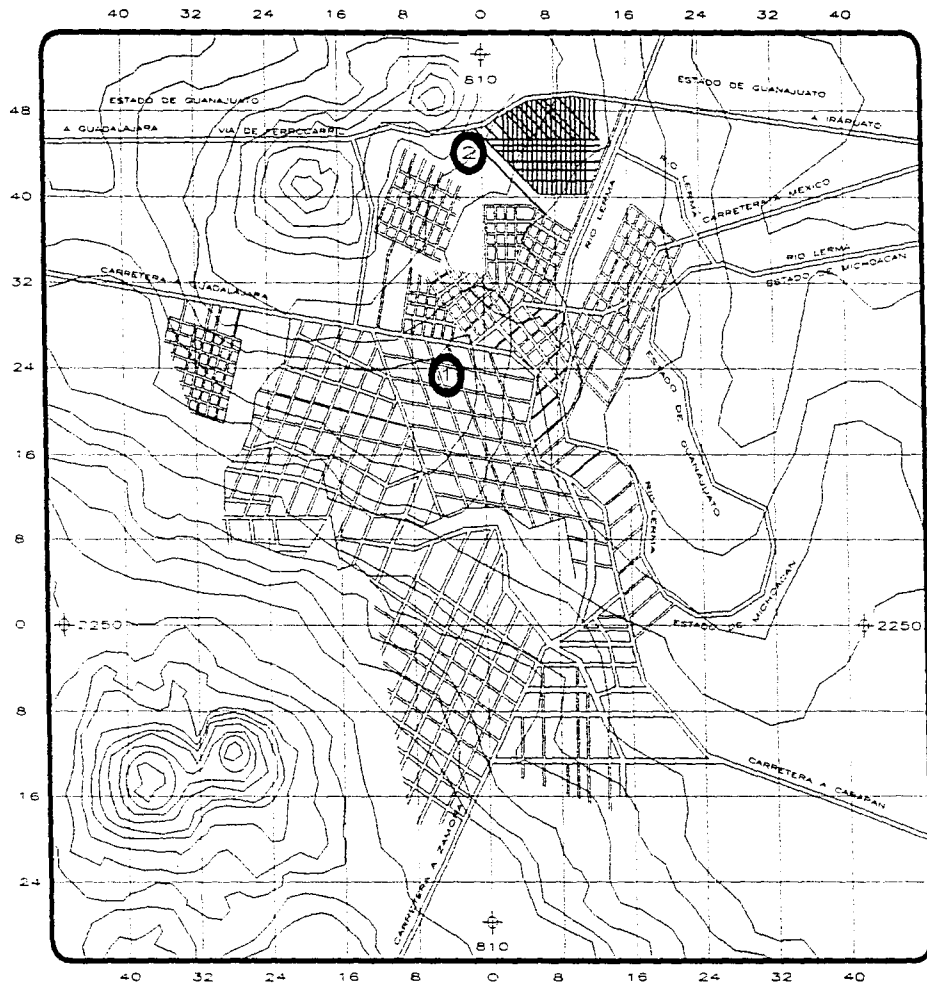 40 32 24 16 8 0 8 16 24 32 40
810
48
ESTADO DE GUANAJUATO
ESTADO DE GUANAJUATO
A GUADALAJARA
VIA DE FERROCARRIL
A IRAPUATO
2
RIO LERMA
RIO LERMA
CARRETERA A MEXICO
40
RIO LERMA
ESTADO DE MICHOACAN
CARRETERA A GUADALAJARA
32
24
1
ESTADO DE GUANAJUATO
16
RIO LERMA
8
0
2250
ESTADO DE MICHOACAN
2250
8
CARRETERA A CARAPAN
16
CARRETERA A ZAMORA
24
810
40 32 24 16 8 0 8 16 24 32 40